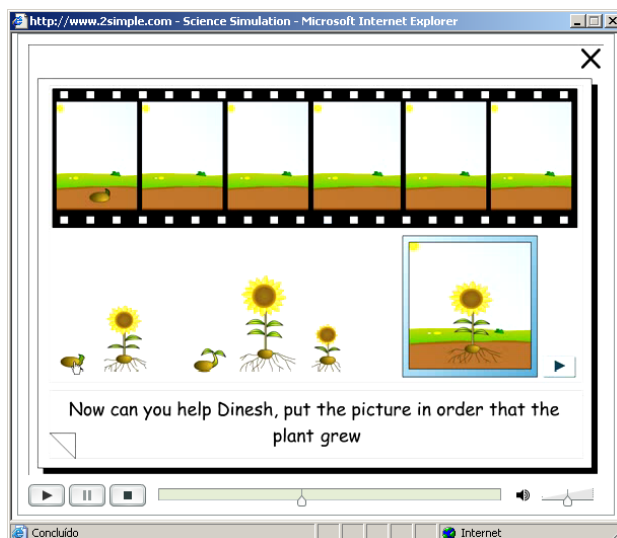 http://www.2simple.com - Science Simulation - Microsoft Internet Explorer
Now can you help Dinesh, put the picture in order that the
plant grew
Concluído
Internet